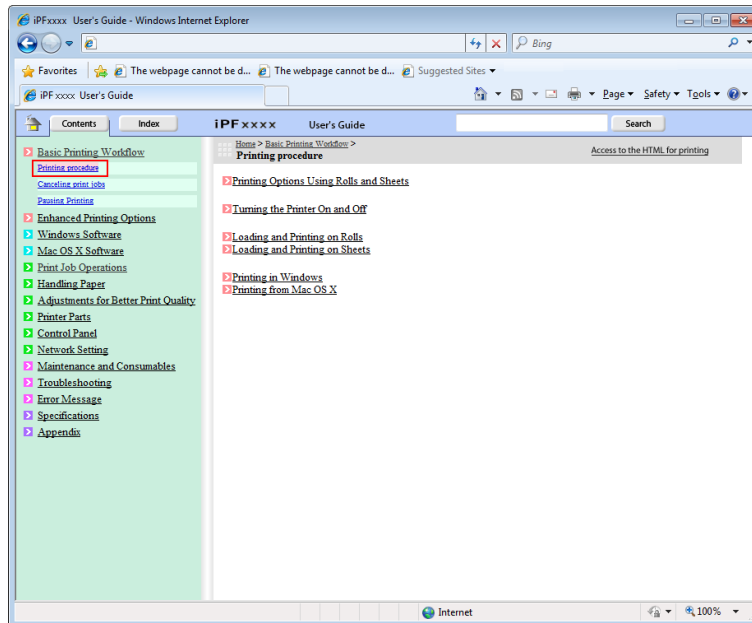 iPFxxxx User's Guide - Windows Internet Explorer
Bing
Favorites The webpage cannot be d... The webpage cannot be d... Suggested Sites
iPFxxxx User's Guide
Page Safety Tools
Contents Index iPFxxxx User's Guide Search
Home > Basic Printing Workflow >
Printing procedure
Access to the HTML for printing
Basic Printing Workflow
Printing procedure
Canceling print jobs
Pausing Printing
Enhanced Printing Options
Windows Software
Mac OS X Software
Print Job Operations
Handling Paper
Adjustments for Better Print Quality
Printer Parts
Control Panel
Network Setting
Maintenance and Consumables
Troubleshooting
Error Message
Specifications
Appendix
Printing Options Using Rolls and Sheets
Turning the Printer On and Off
Loading and Printing on Rolls
Loading and Printing on Sheets
Printing in Windows
Printing from Mac OS X
Internet 100%